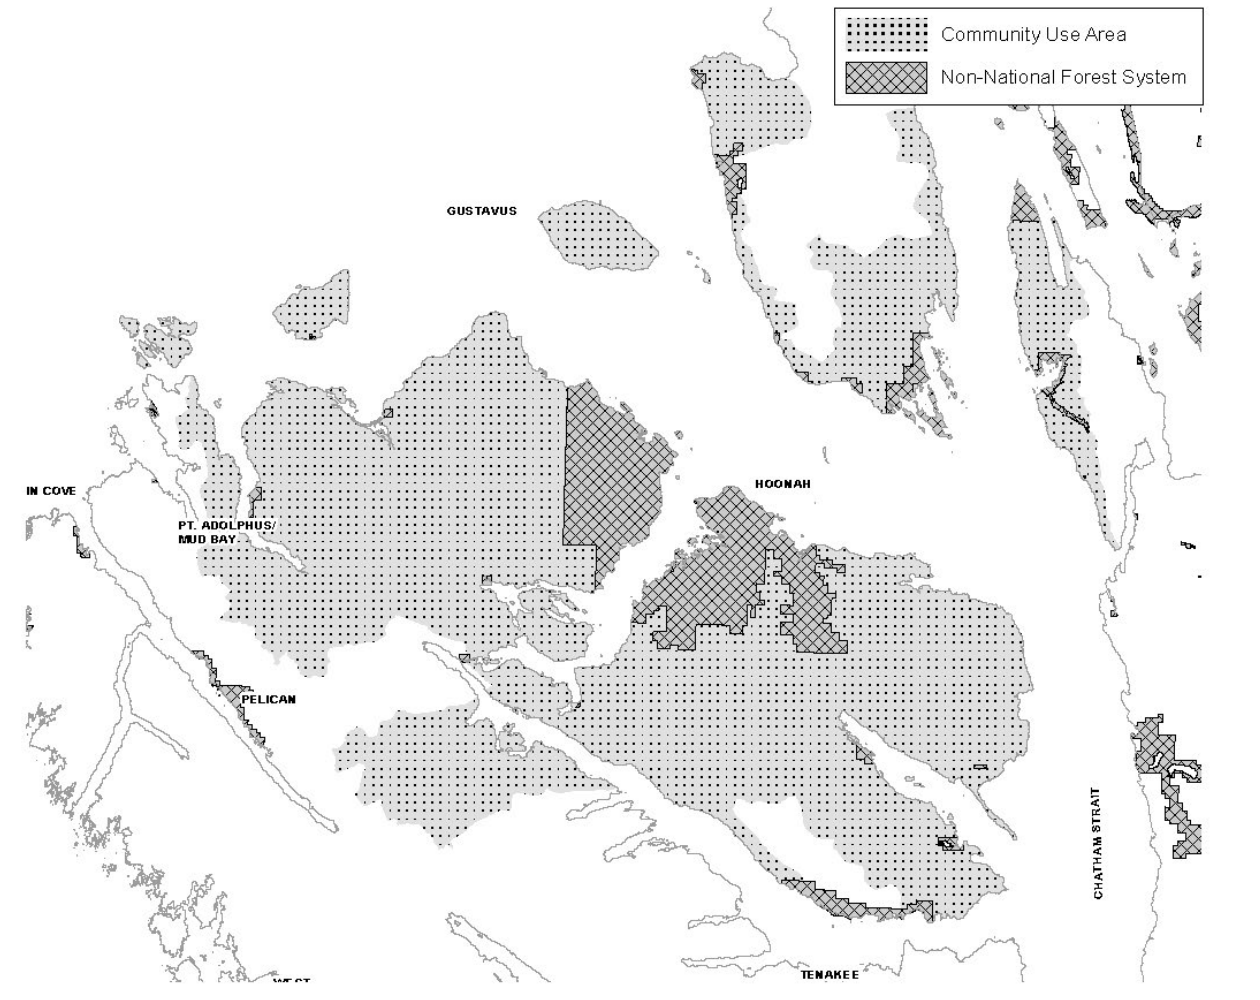 Community Use Area
Non-National Forest System
GUSTAVUS
HOONAH
IN COVE
PT. ADOLPHUS/
MUD BAY
PELICAN
CHATHAM STRAIT
TENAKEE
WEST